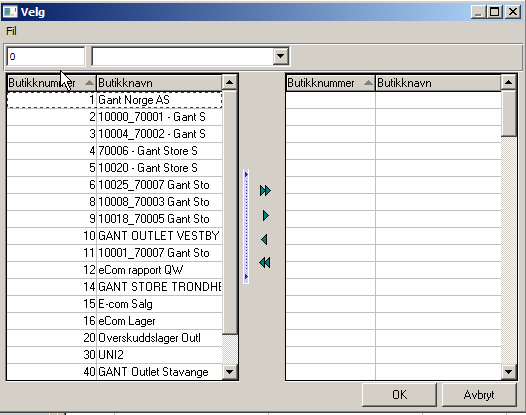 Velg
Fil
0
Butikknummer Butikknavn Butikknummer Butikknavn
1 Gant Norge AS
2 10000_70001 - Gant S
3 10004_70002 - Gant S
4 70006 - Gant Store S
5 10020 - Gant Store S
6 10025_70007 Gant Sto
8 10008_70003 Gant Sto
9 10018_70005 Gant Sto
10 GANT OUTLET VESTBY
11 10001_70007 Gant Sto
12 eCom rapport QW
14 GANT STORE TRONDHE
15 E-com Salg
16 eCom Lager
20 Overskuddslager Outl
30 UNI2
40 GANT Outlet Stavange
OK Avbryt